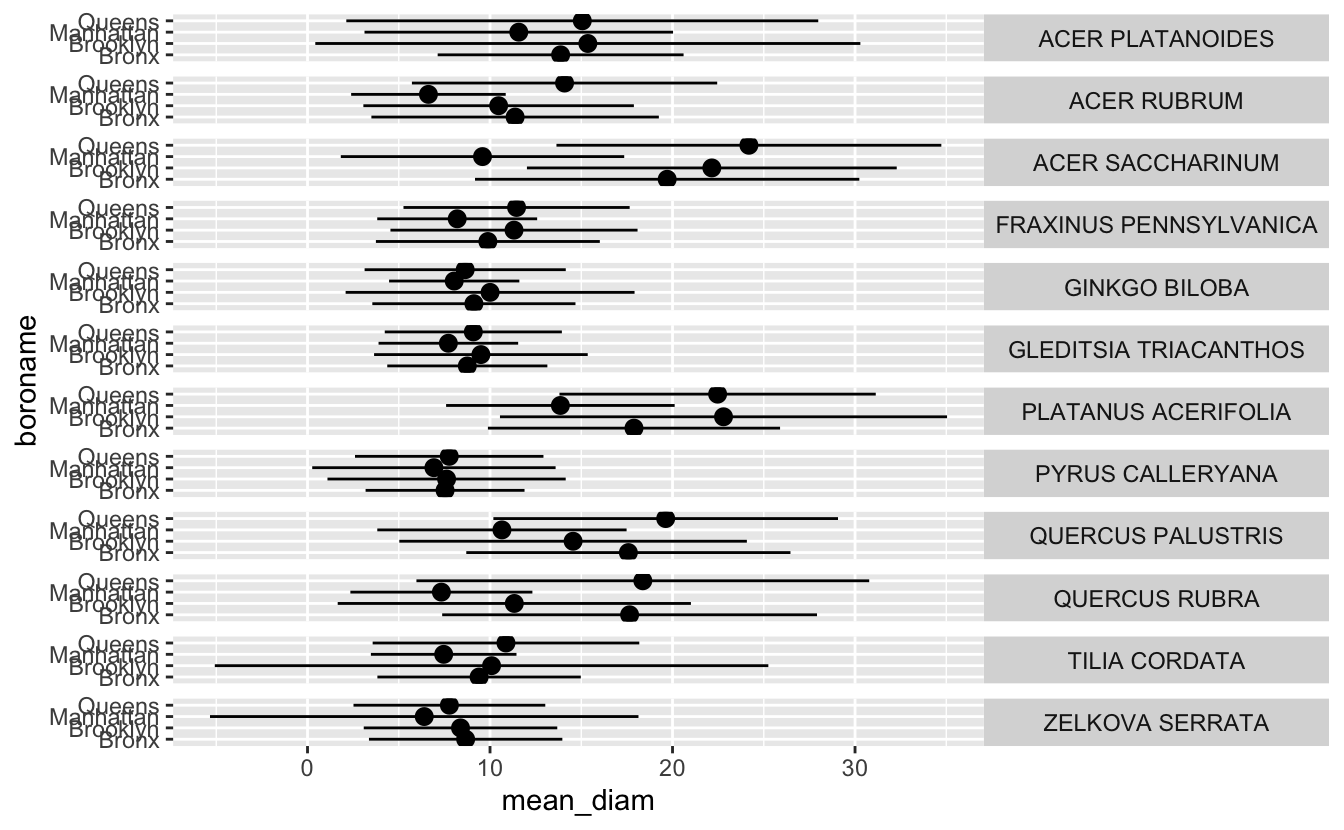 boroname
Queens
Manhattan
Brooklyn
Bronx
ACER PLATANOIDES
Queens
Manhattan
Brooklyn
Bronx
ACER RUBRUM
Queens
Manhattan
Brooklyn
Bronx
ACER SACCHARINUM
Queens
Manhattan
Brooklyn
Bronx
FRAXINUS PENNSYLVANICA
Queens
Manhattan
Brooklyn
Bronx
GINKGO BILOBA
Queens
Manhattan
Brooklyn
Bronx
GLEDITSIA TRIACANTHOS
Queens
Manhattan
Brooklyn
Bronx
PLATANUS ACERIFOLIA
Queens
Manhattan
Brooklyn
Bronx
PYRUS CALLERYANA
Queens
Manhattan
Brooklyn
Bronx
QUERCUS PALUSTRIS
Queens
Manhattan
Brooklyn
Bronx
QUERCUS RUBRA
Queens
Manhattan
Brooklyn
Bronx
TILIA CORDATA
Queens
Manhattan
Brooklyn
Bronx
ZELKOVA SERRATA
0 10 20 30
mean_diam